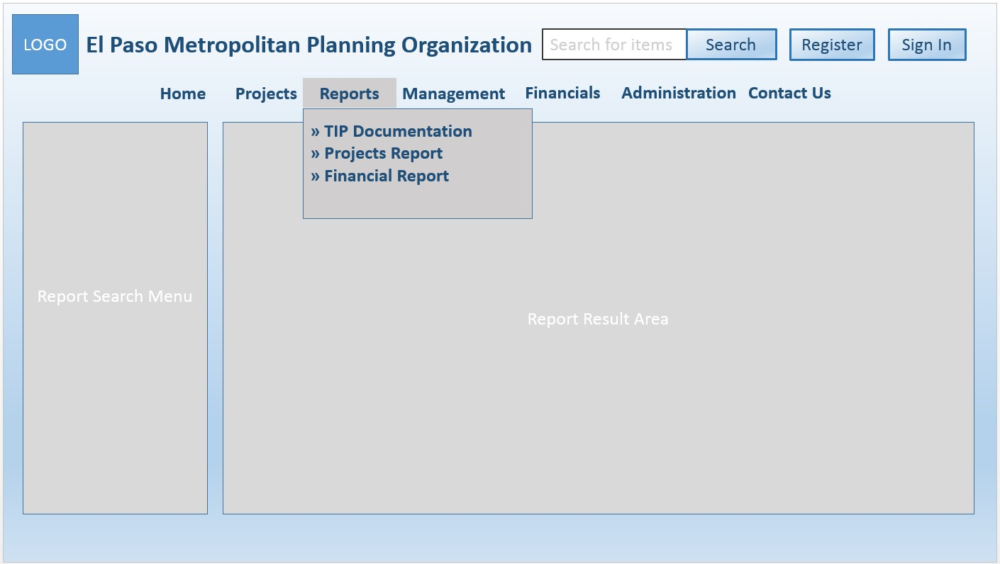 LOGO
El Paso Metropolitan Planning Organization
Search for items
Search
Register
Sign In
Home
Projects
Reports
Management
Financials
Administration
Contact Us
» TIP Documentation
» Projects Report
» Financial Report
Report Search Menu
Report Result Area